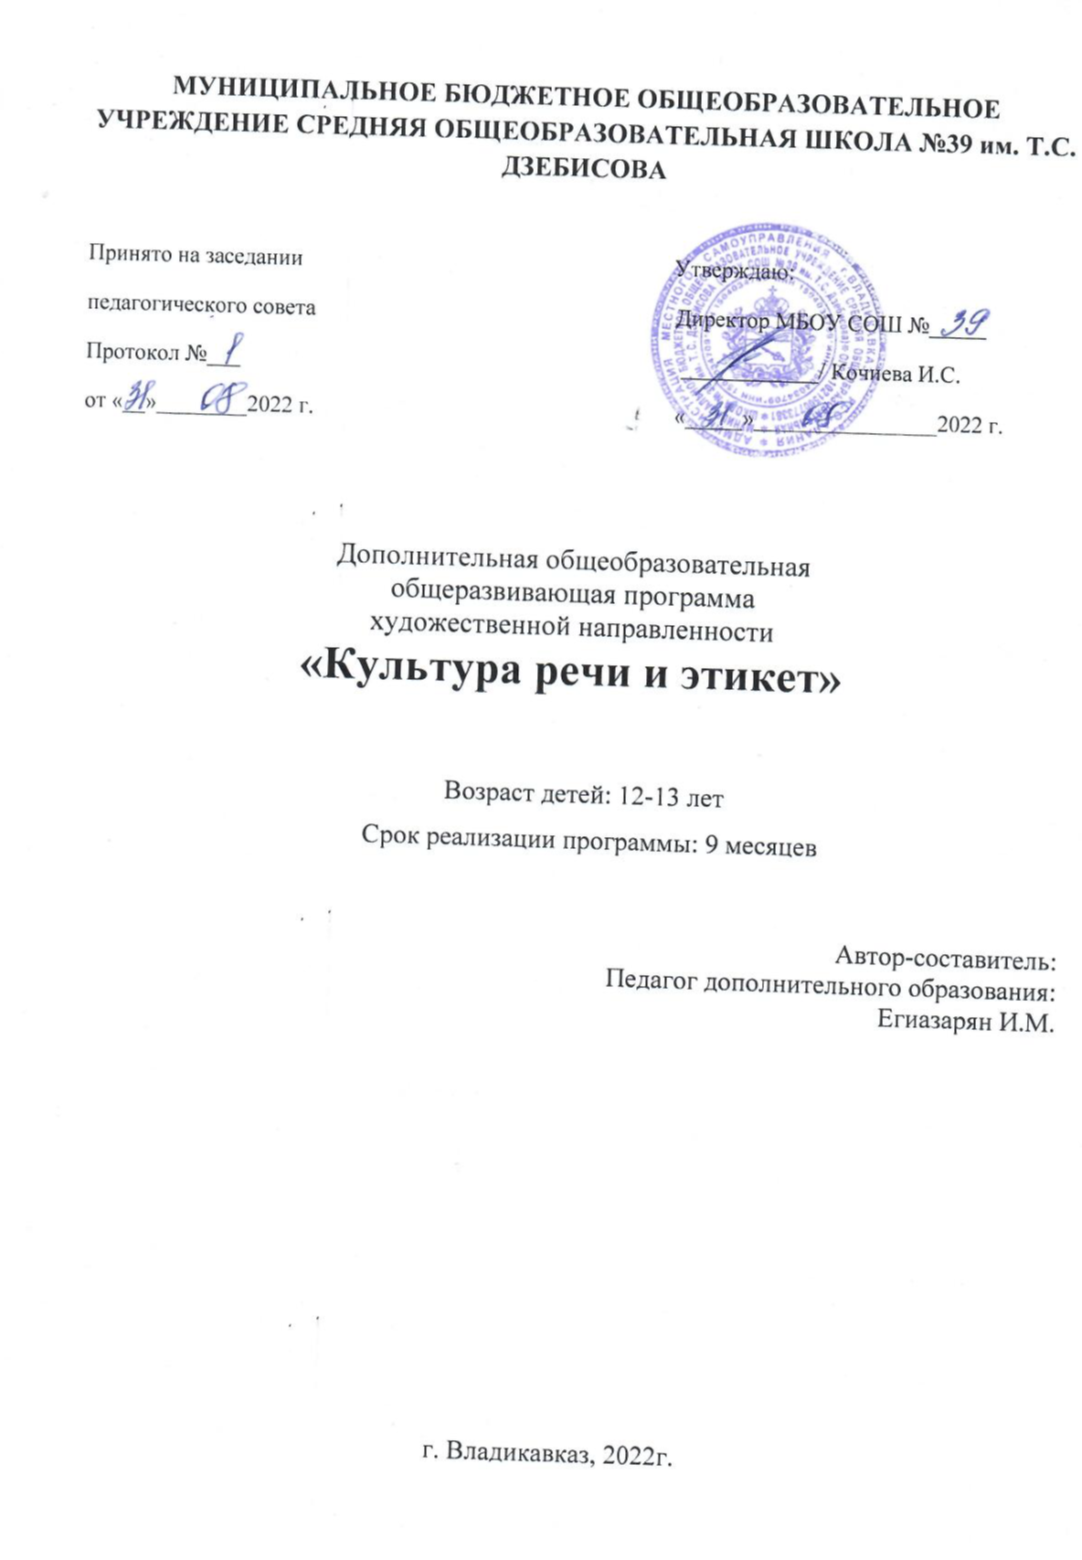 МУНИЦИПАЛЬНОЕ БЮДЖЕТНОЕ ОБЩЕОБРАЗОВАТЕЛЬНОЕ
УЧРЕЖДЕНИЕ СРЕДНЯЯ ОБЩЕОБРАЗОВАТЕЛЬНАЯ ШКОЛА №39 им. Т.С.
ДЗЕБИСОВА
Принято на заседании
педагогического совета
Протокол № 1
от «31» 08 2022 г.
Утверждаю:
Директор МБОУ СОШ № 39
/ Кочиева И.С.
«31» 08 2022 г.
Дополнительная общеобразовательная
общеразвивающая программа
художественной направленности
«Культура речи и этикет»
Возраст детей: 12-13 лет
Срок реализации программы: 9 месяцев
Автор-составитель:
Педагог дополнительного образования:
Егиазарян И.М.
г. Владикавказ, 2022г.